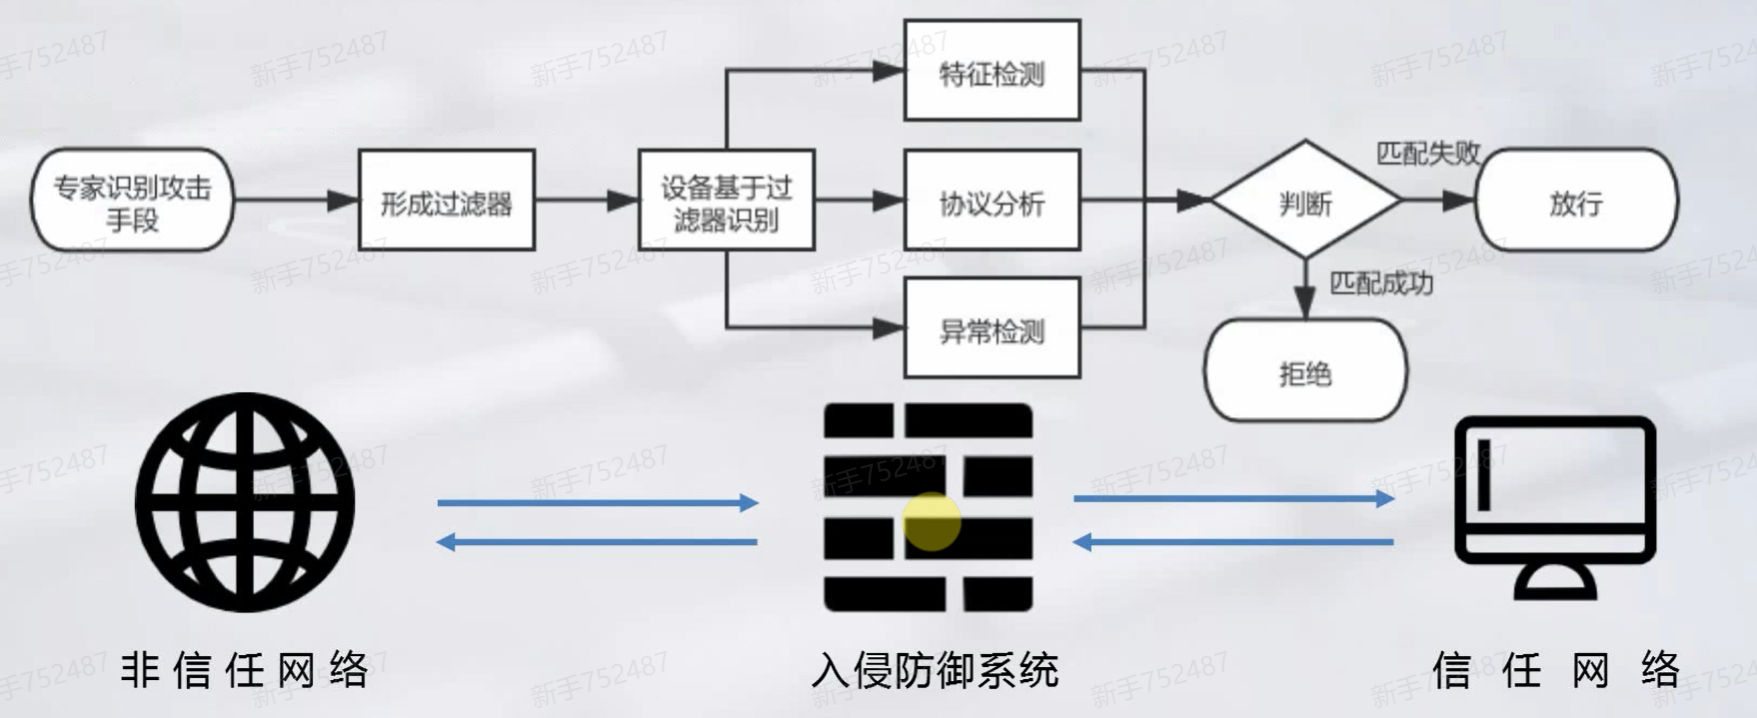 特征检测
匹配失败
专家识别攻击
手段
形成过滤器
设备基于过
滤器识别
协议分析
判断
放行
匹配成功
异常检测
拒绝
非信任网络
入侵防御系统
信任网络
新手752487